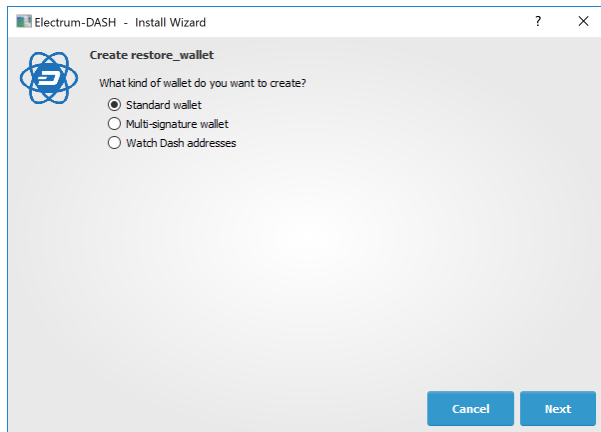 Electrum-DASH - Install Wizard
Create restore_wallet
What kind of wallet do you want to create?
Standard wallet
Multi-signature wallet
Watch Dash addresses
Cancel Next